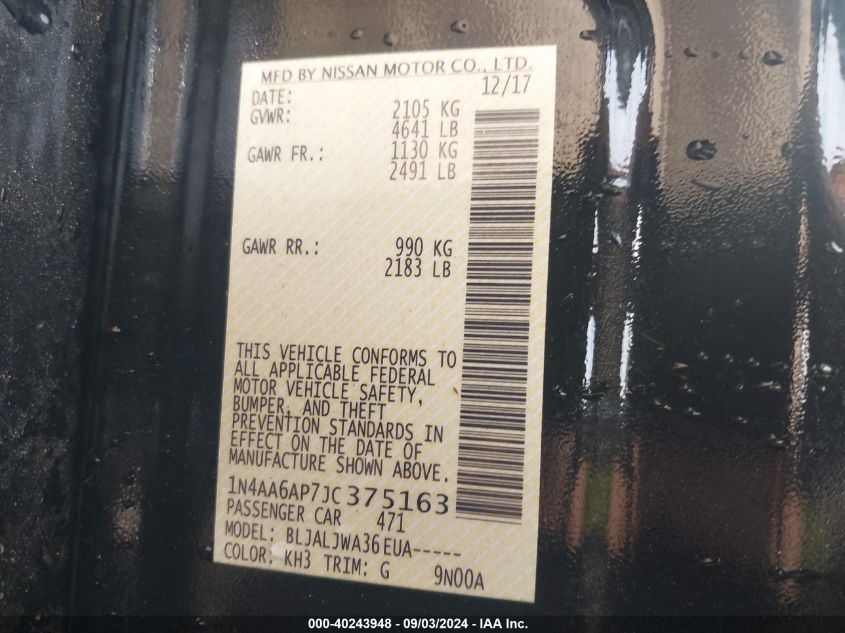 MFD BY NISSAN MOTOR CO., LTD.
DATE: 12/17
GVWR: 2105 KG
4641 LB
GAWR FR.: 1130 KG
2491 LB
GAWR RR.: 990 KG
2183 LB
THIS VEHICLE CONFORMS TO
ALL APPLICABLE FEDERAL
MOTOR VEHICLE SAFETY,
BUMPER, AND THEFT
PREVENTION STANDARDS IN
EFFECT ON THE DATE OF
MANUFACTURE SHOWN ABOVE.
1N4AA6AP7JC375163
PASSENGER CAR 471
MODEL: BLJALJWA36EUA-----
COLOR: KH3 TRIM: G 9N00A
000-40243948 - 09/03/2024 - IAA Inc.